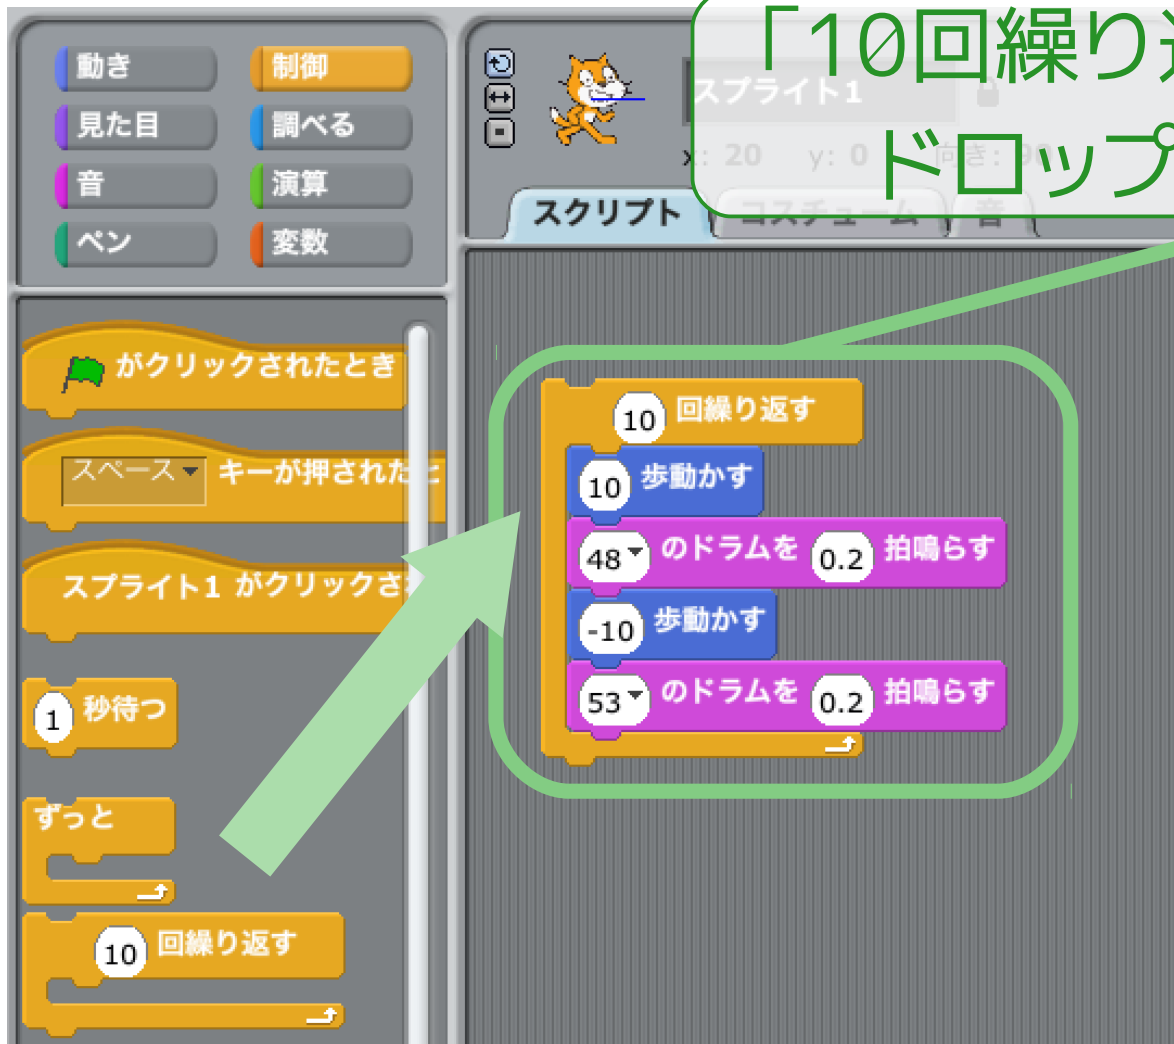 動き
制御
見た目
調べる
音
演算
ペン
変数
「10回繰り
ドロップ
スプライト1
x: 20 y: 0 向き: 90
スクリプト
コスチューム
音
がクリックされたとき
スペース キーが押されたと
スプライト1 がクリックさ
1 秒待つ
ずっと
10 回繰り返す
10 回繰り返す
10 歩動かす
48 のドラムを 0.2 拍鳴らす
-10 歩動かす
53 のドラムを 0.2 拍鳴らす